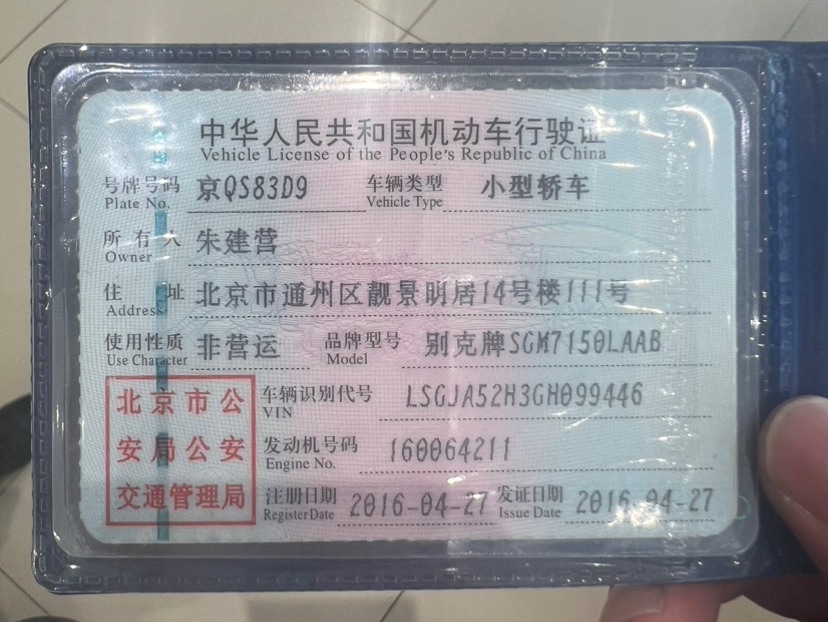 中华人民共和国机动车行驶证
Vehicle License of the People's Republic of China
号牌号码 京QS83D9 车辆类型 小型轿车
Plate No. Vehicle Type
所有人 朱建营
Owner
住址 北京市通州区靓景明居14号楼111号
Address
使用性质 非营运 品牌型号 别克牌SGM7150LAAB
Use Character Model
北京市公 车辆识别代号 LSGJA52H3GH099446
VIN
安局公安 发动机号码 160064211
Engine No.
交通管理局 注册日期 2016-04-27 发证日期 2016-04-27
Register Date Issue Date